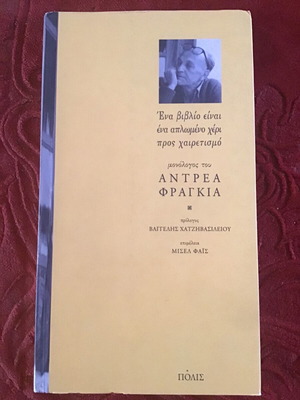 Ένα βιβλίο είναι
ένα απλωμένο χέρι
προς χαιρετισμό
μονόλογος του
ΑΝΤΡΕΑ
ΦΡΑΓΚΙΑ
πρόλογος
ΒΑΓΓΕΛΗΣ ΧΑΤΖΗΒΑΣΙΛΕΙΟΥ
επιμέλεια
ΜΙΣΕΛ ΦΑΪΣ
ΠΟΛΙΣ